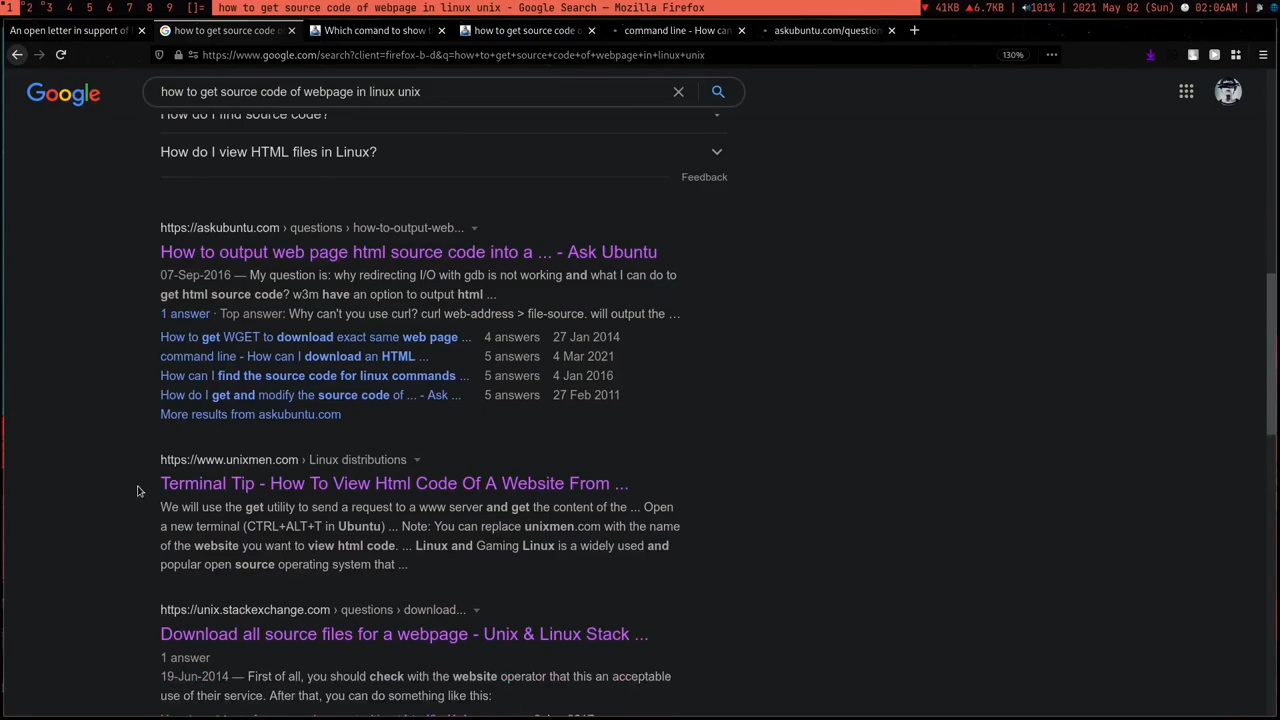 1 2 3 4 5 6 7 8 9 []= how to get source code of webpage in linux unix - Google Search — Mozilla Firefox ▼ 41KB ▲6.7KB | 101% | 2021 May 02 (Sun) 02:06AM |
An open letter in support of × how to get source code × Which comand to show t × how to get source code o × command line - How can × askubuntu.com/question × +
https://www.google.com/search?client=firefox-b-d&q=how+to+get+source+code+of+webpage+in+linux+unix 130% ...
Google how to get source code of webpage in linux unix
How do I find source code?
How do I view HTML files in Linux?
Feedback
https://askubuntu.com › questions › how-to-output-web...
How to output web page html source code into a ... - Ask Ubuntu
07-Sep-2016 — My question is: why redirecting I/O with gdb is not working and what I can do to
get html source code? w3m have an option to output html ...
1 answer · Top answer: Why can't you use curl? curl web-address > file-source. will output the ...
How to get WGET to download exact same web page ... 4 answers 27 Jan 2014
command line - How can I download an HTML ... 5 answers 4 Mar 2021
How can I find the source code for linux commands ... 5 answers 4 Jan 2016
How do I get and modify the source code of ... - Ask ... 5 answers 27 Feb 2011
More results from askubuntu.com
https://www.unixmen.com › Linux distributions
Terminal Tip - How To View Html Code Of A Website From ...
We will use the get utility to send a request to a www server and get the content of the ... Open
a new terminal (CTRL+ALT+T in Ubuntu) ... Note: You can replace unixmen.com with the name
of the website you want to view html code. ... Linux and Gaming Linux is a widely used and
popular open source operating system that ...
https://unix.stackexchange.com › questions › download...
Download all source files for a webpage - Unix & Linux Stack ...
1 answer
19-Jun-2014 — First of all, you should check with the website operator that this an acceptable
use of their service. After that, you can do something like this: